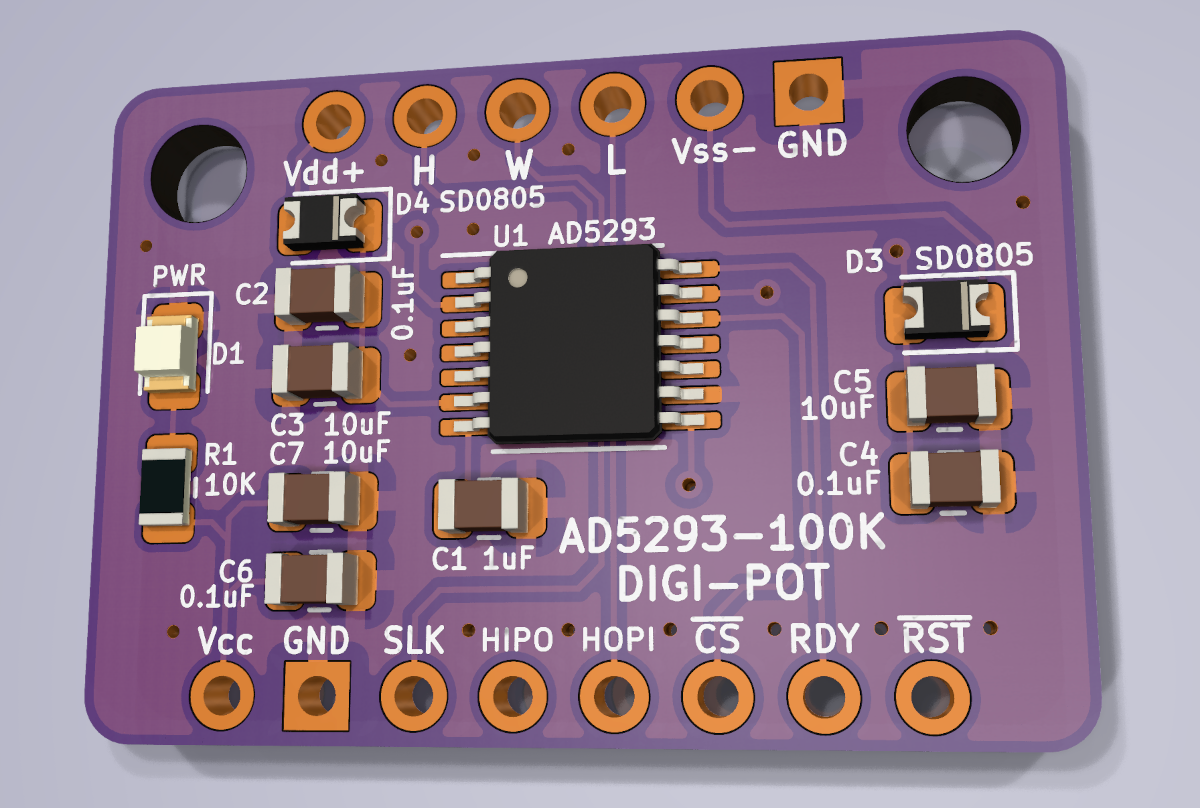 Vdd+ H W L Vss- GND
D4 SD0805
U1 AD5293
D3 SD0805
PWR
C2 0.1uF
D1
C5
10uF
C3 10uF
C7 10uF
R1
10K
C4
0.1uF
AD5293-100K
DIGI-POT
C1 1uF
C6
0.1uF
Vcc GND SLK HIPO HOPI CS RDY RST